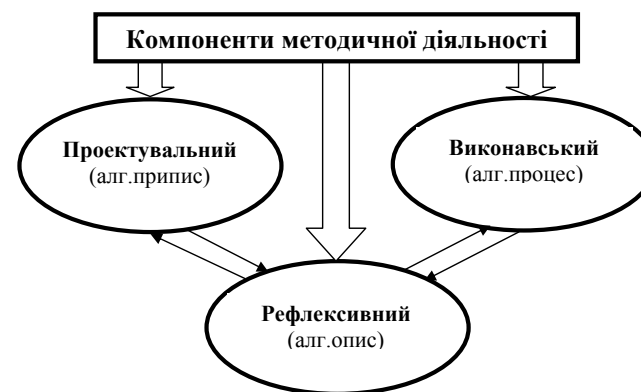 Компоненти методичної діяльності
Проектувальний
(алг.припис)
Виконавський
(алг.процес)
Рефлексивний
(алг.опис)